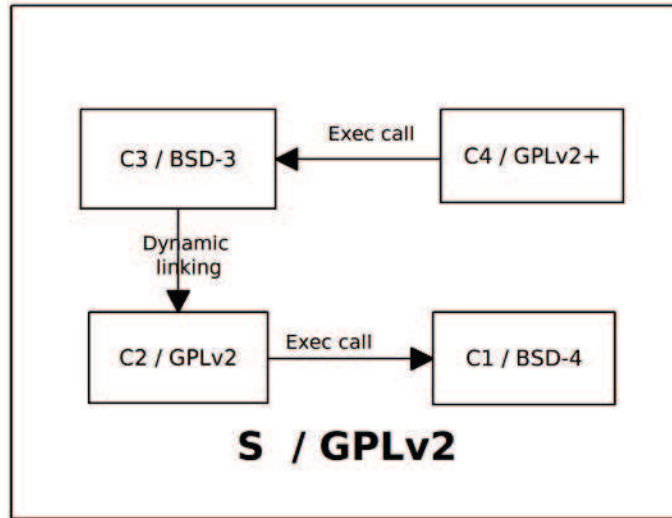 Exec call
C3 / BSD-3
C4 / GPLv2+
Dynamic
linking
Exec call
C2 / GPLv2
C1 / BSD-4
S / GPLv2